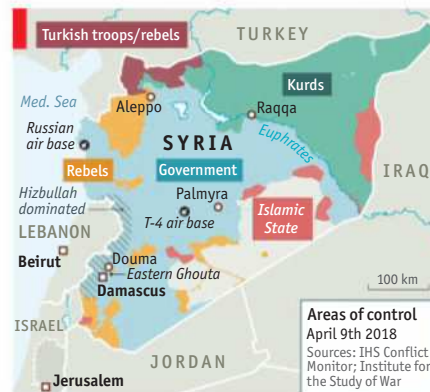 Turkish troops/rebels
TURKEY
Kurds
Med. Sea
Aleppo
Raqqa
Russian
air base
SYRIA
Euphrates
Rebels
Government
IRAQ
Hizbullah
dominated
Palmyra
T-4 air base
Islamic
State
LEBANON
Beirut
Douma
Eastern Ghouta
Damascus
100 km
ISRAEL
JORDAN
Jerusalem
Areas of control
April 9th 2018
Sources: IHS Conflict
Monitor; Institute for
the Study of War